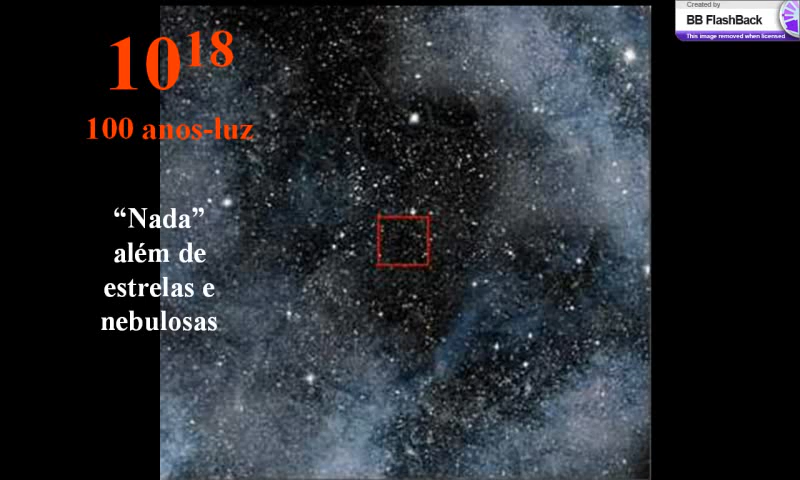 10¹⁸
100 anos-luz
“Nada”
além de
estrelas e
nebulosas
Created by
BB FlashBack
This image removed when licensed